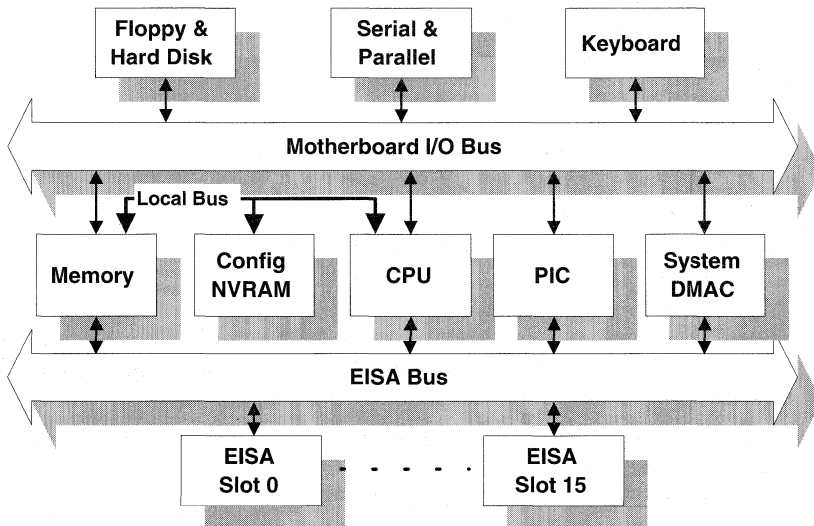 Floppy &
Hard Disk
Serial &
Parallel
Keyboard
Motherboard I/O Bus
Local Bus
Memory
Config
NVRAM
CPU
PIC
System
DMAC
EISA Bus
EISA
Slot 0
EISA
Slot 15